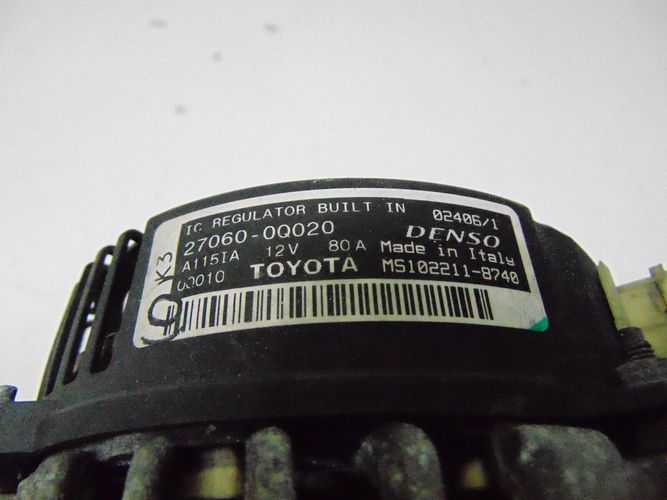 IC REGULATOR BUILT IN 02406/1
27060-0Q020 DENSO
A115IA 12V 80A Made in Italy
00010 TOYOTA MS102211-8740
K3